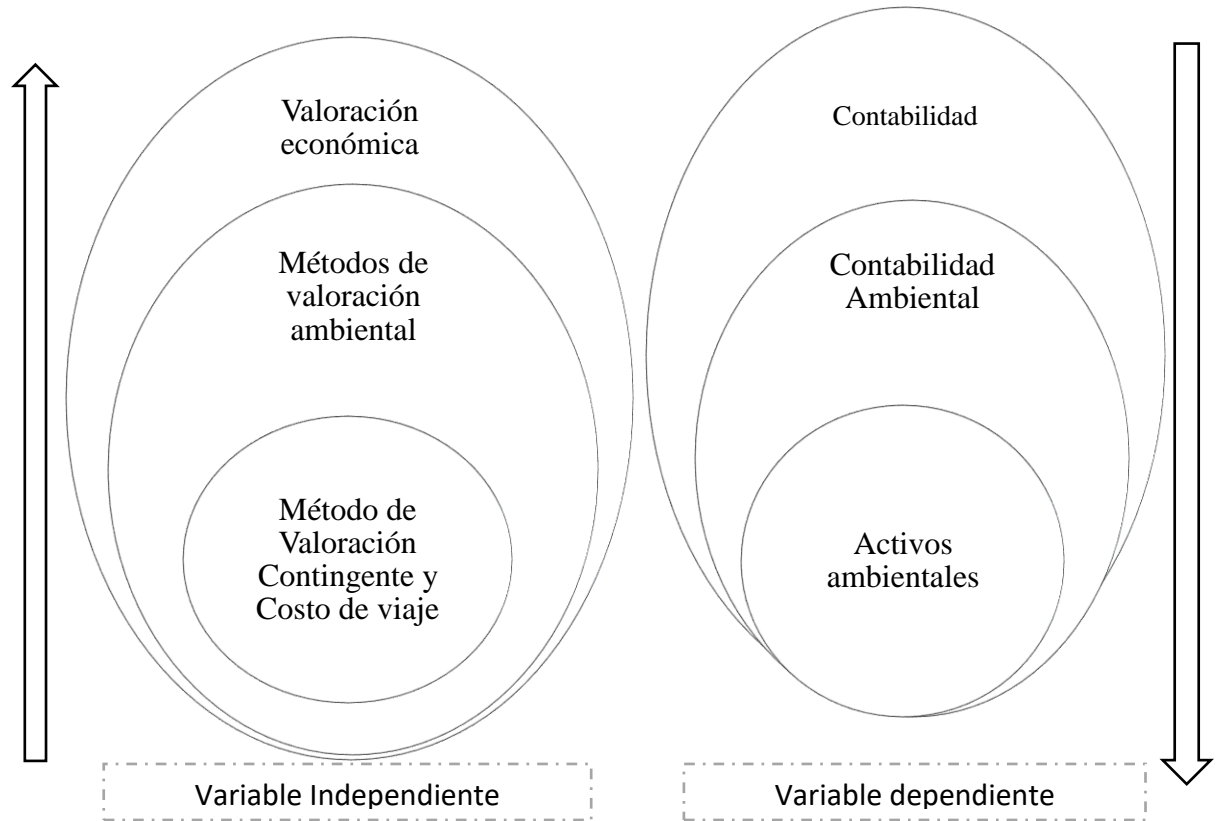 Valoración
económica
Métodos de
valoración
ambiental
Método de
Valoración
Contingente y
Costo de viaje
Variable Independiente
Contabilidad
Contabilidad
Ambiental
Activos
ambientales
Variable dependiente